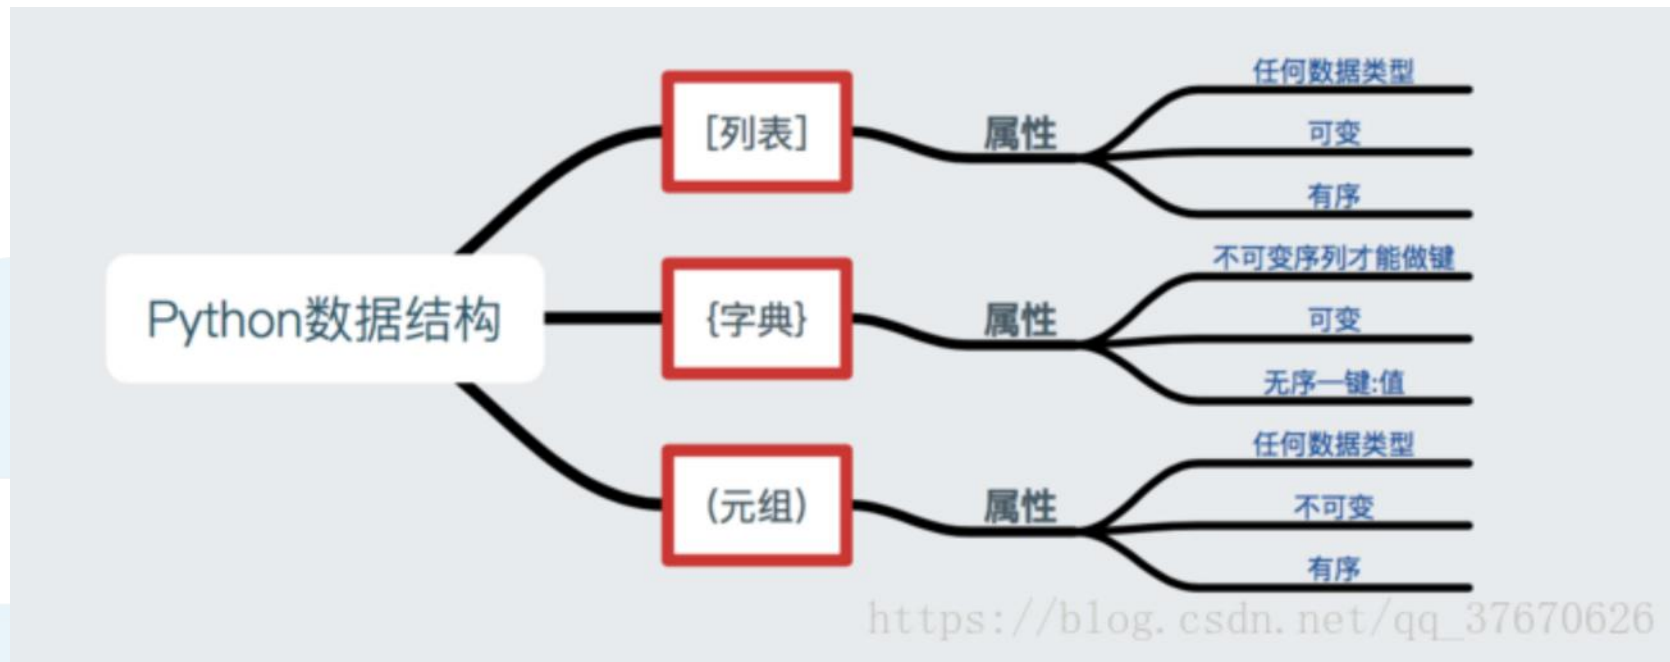 Python数据结构
[列表]
属性
任何数据类型
可变
有序
{字典}
属性
不可变序列才能做键
可变
无序—键:值
(元组)
属性
任何数据类型
不可变
有序
https://blog.csdn.net/qq_37670626